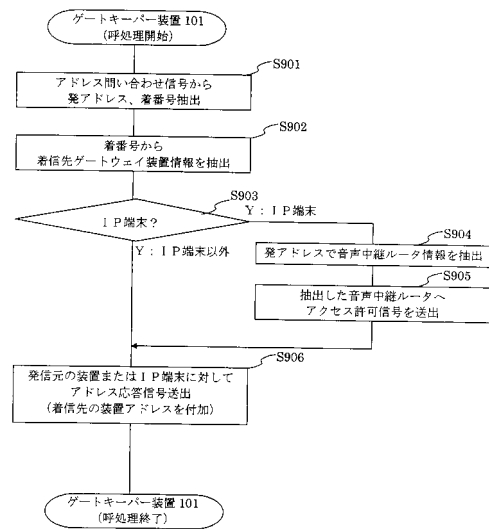 ゲートキーパー装置 101
(呼処理開始)
S901
アドレス問い合わせ信号から
発アドレス、着番号抽出
S902
着番号から
着信先ゲートウェイ装置情報を抽出
S903
ＩＰ端末？
Y：ＩＰ端末
Y：ＩＰ端末以外
S904
発アドレスで音声中継ルータ情報を抽出
S905
抽出した音声中継ルータへ
アクセス許可信号を送出
S906
発信元の装置またはＩＰ端末に対して
アドレス応答信号送出
(着信先の装置アドレスを付加)
ゲートキーパー装置 101
(呼処理終了)